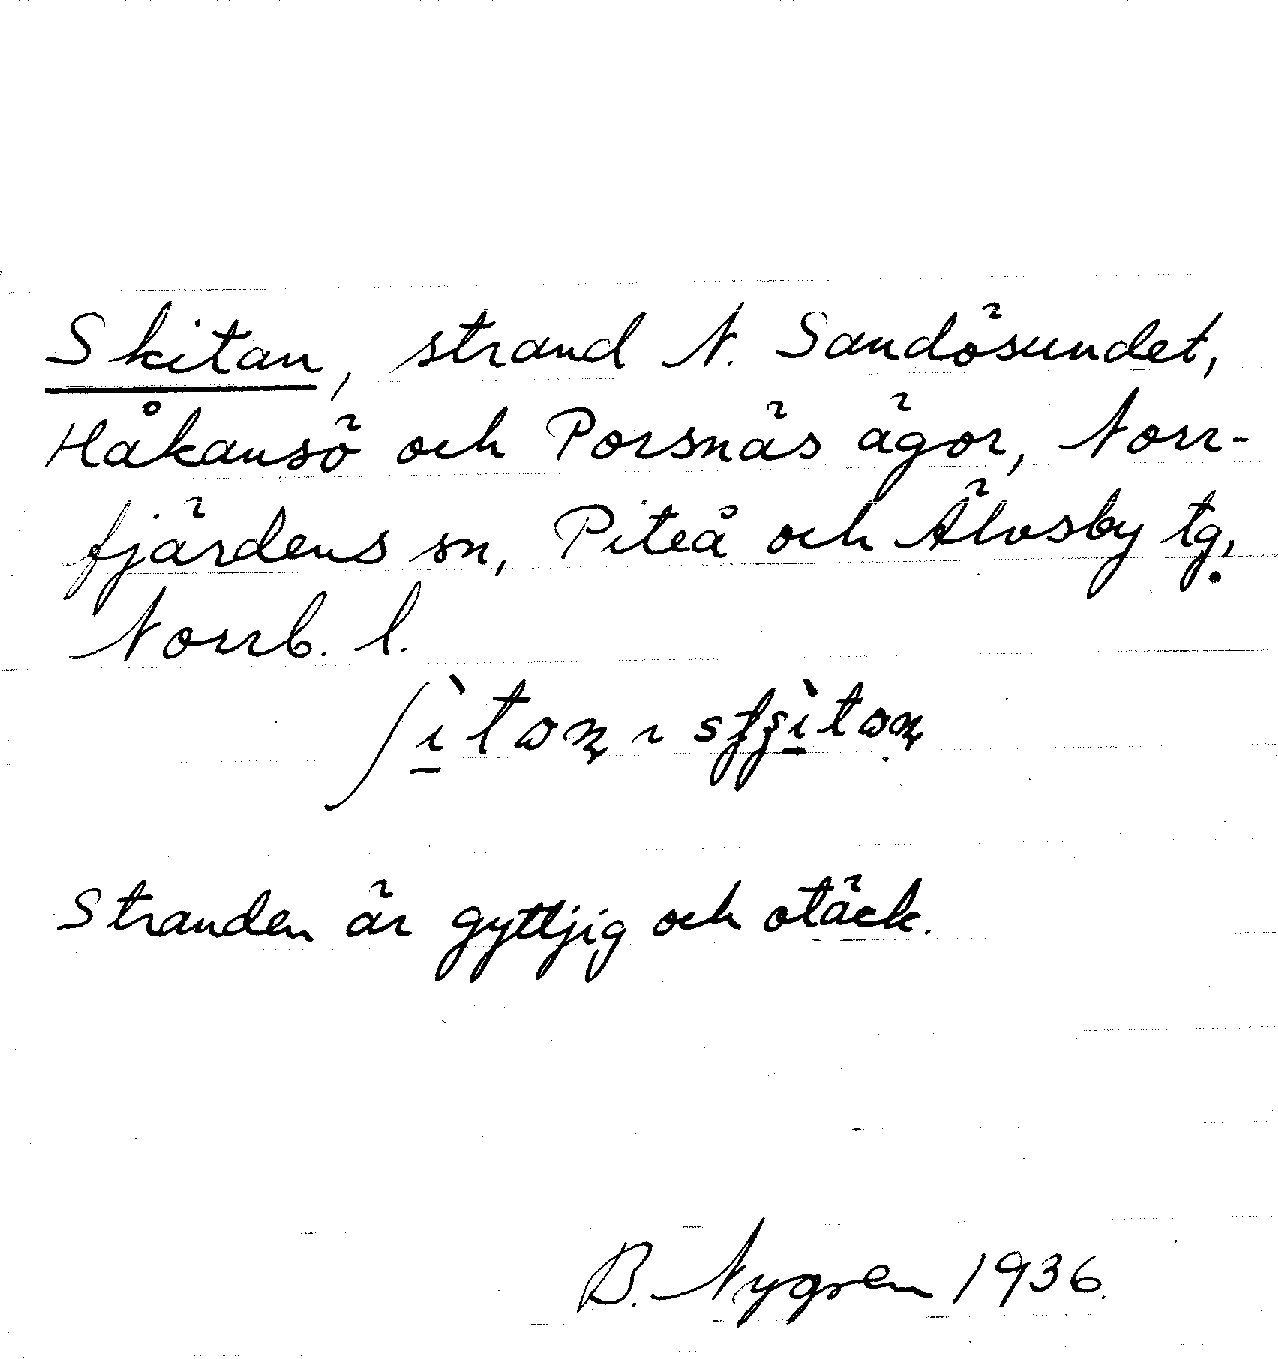 Skitan, strand N. Sandösundet,
Håkansö och Porsnäs ägor, Norr-
fjärdens sn, Piteå och Älvsby tg,
Norrb. l.
Stranden är gyttjig och otäck.
B. Nygren 1936.